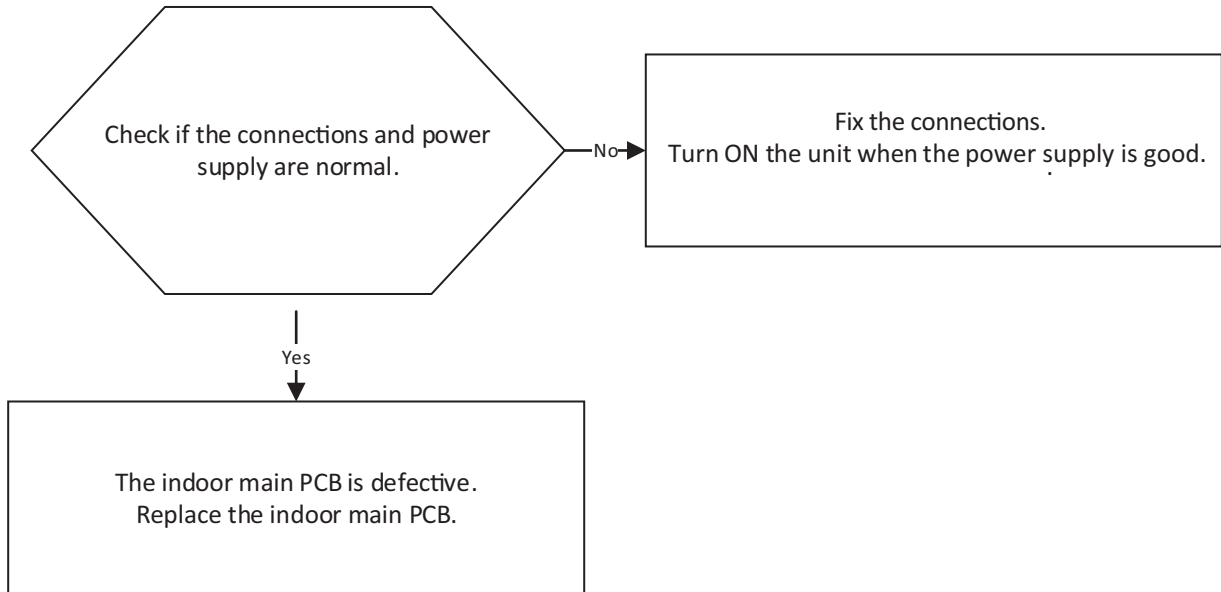 Check if the connections and power
supply are normal.
No
Fix the connections.
Turn ON the unit when the power supply is good.
.
Yes
The indoor main PCB is defective.
Replace the indoor main PCB.